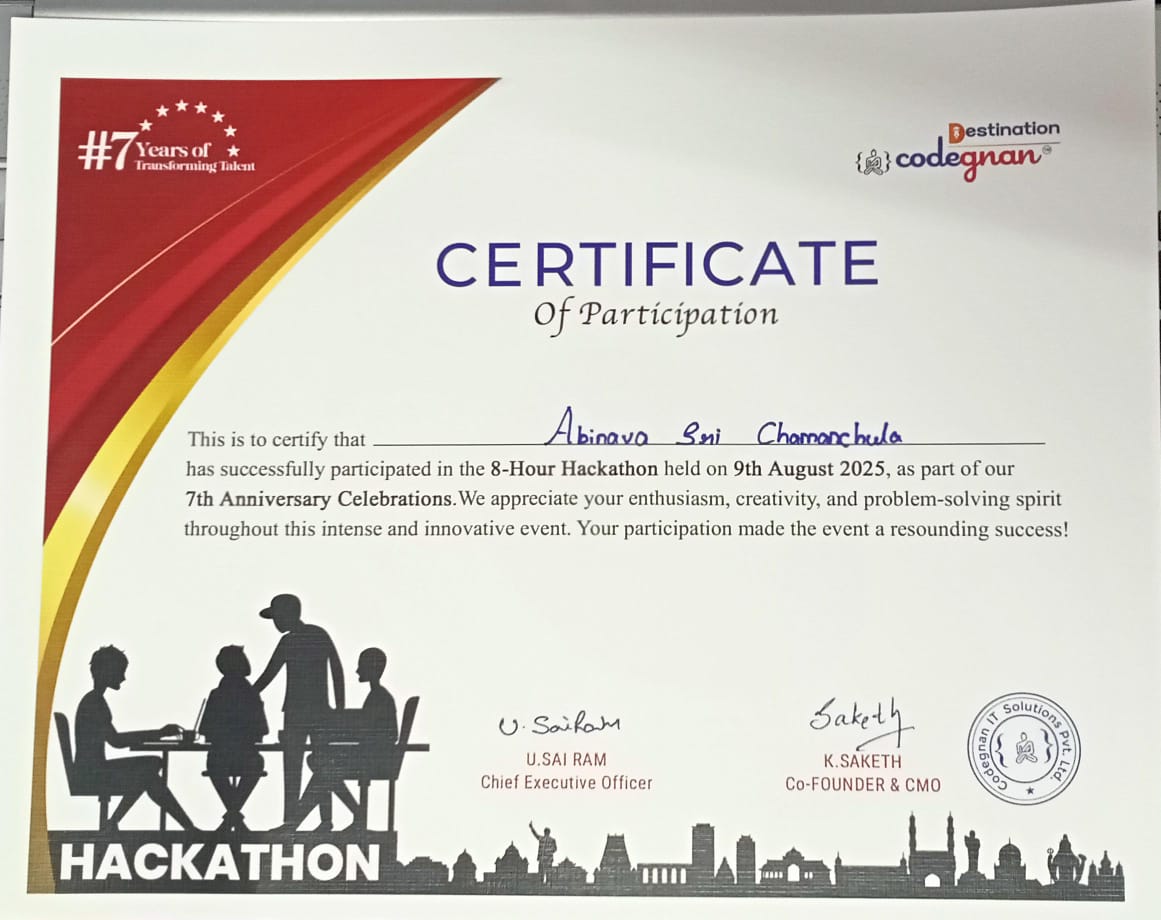 #7 Years of
Transforming Talent
Destination
codegnan™
CERTIFICATE
Of Participation
This is to certify that Abinava Sri Chamanchula
has successfully participated in the 8-Hour Hackathon held on 9th August 2025, as part of our
7th Anniversary Celebrations.We appreciate your enthusiasm, creativity, and problem-solving spirit
throughout this intense and innovative event. Your participation made the event a resounding success!
U. SaiRam
Saketh
U.SAI RAM
K.SAKETH
Chief Executive Officer
Co-FOUNDER & CMO
Codegnan IT Solutions Pvt. Ltd.
HACKATHON